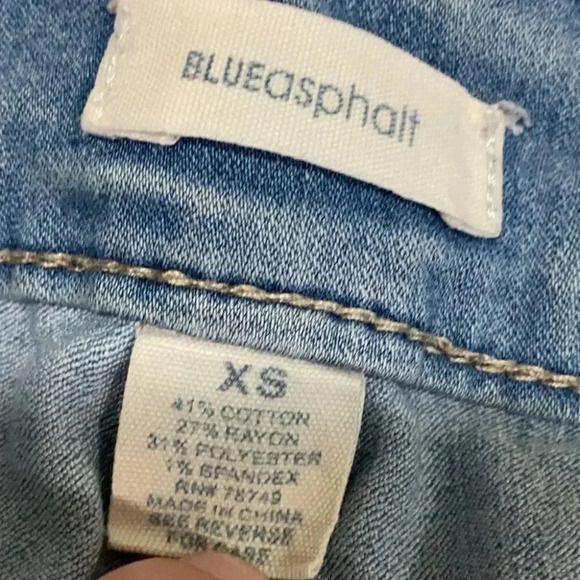 BLUEasphalt
XS
41% COTTON
27% RAYON
31% POLYESTER
1% SPANDEX
RN# 78749
MADE IN CHINA
SEE REVERSE
FOR CARE